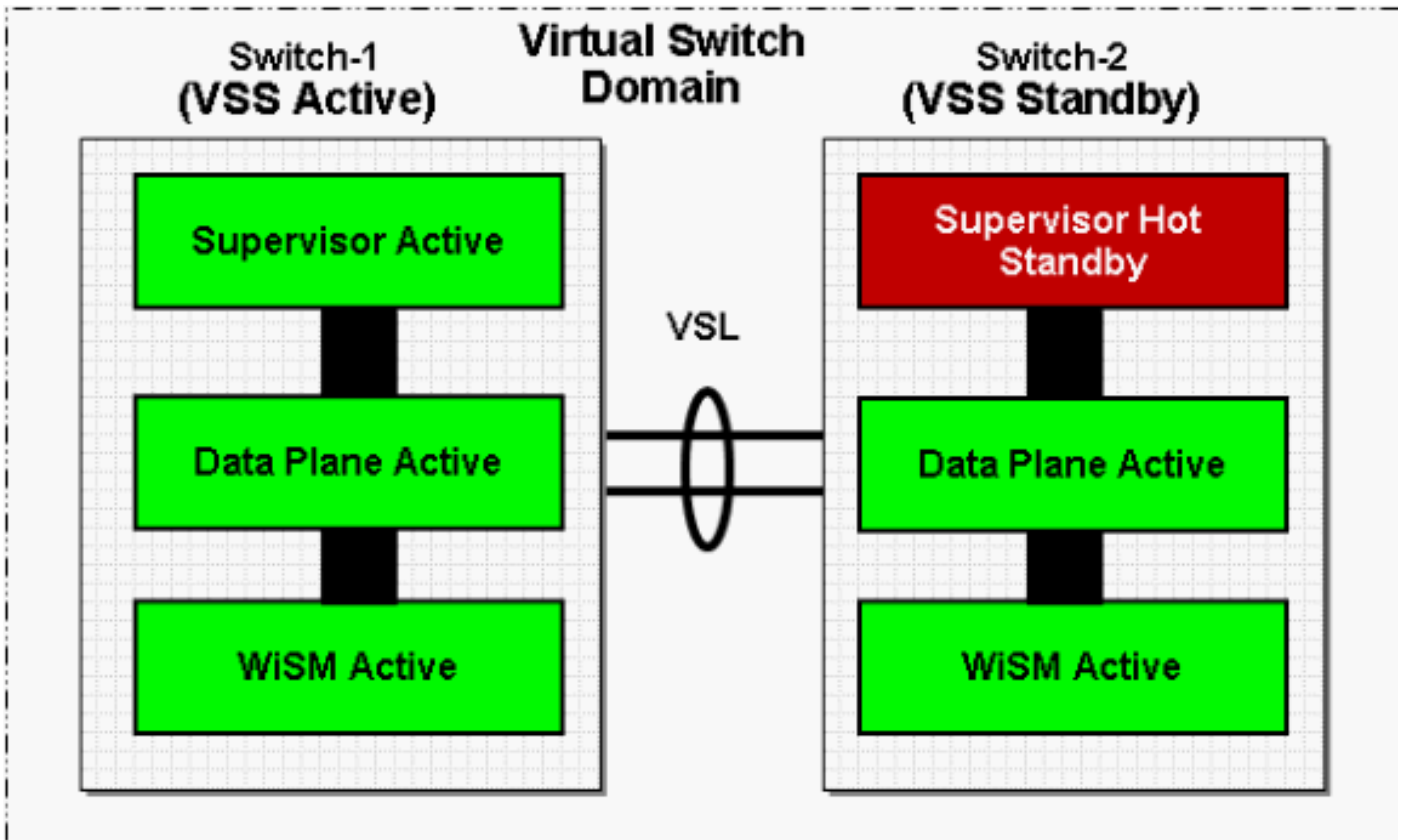 Virtual Switch
Domain
Switch-1
(VSS Active)
Supervisor Active
Data Plane Active
WiSM Active
VSL
Switch-2
(VSS Standby)
Supervisor Hot
Standby
Data Plane Active
WiSM Active